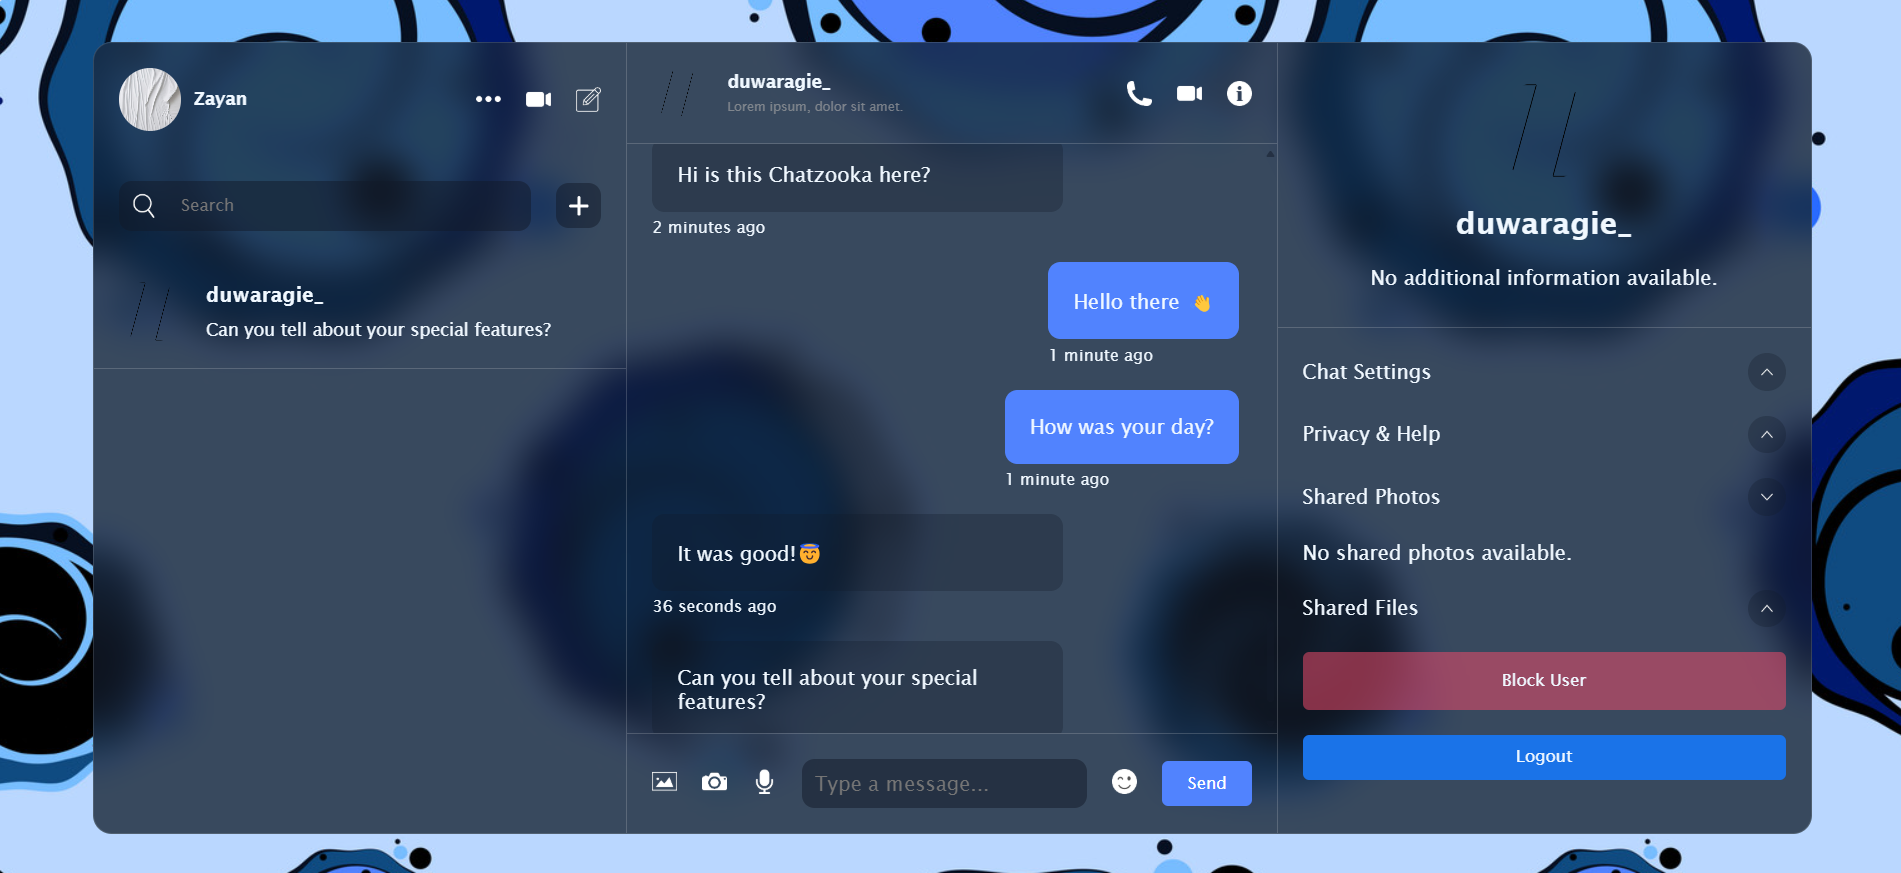 Zayan
Search
duwaragie_
Can you tell about your special features?
duwaragie_
Lorem ipsum, dolor sit amet.
Hi is this Chatzooka here?
2 minutes ago
Hello there 👋
1 minute ago
How was your day?
1 minute ago
It was good!😇
36 seconds ago
Can you tell about your special
features?
Type a message...
Send
duwaragie_
No additional information available.
Chat Settings
Privacy & Help
Shared Photos
No shared photos available.
Shared Files
Block User
Logout